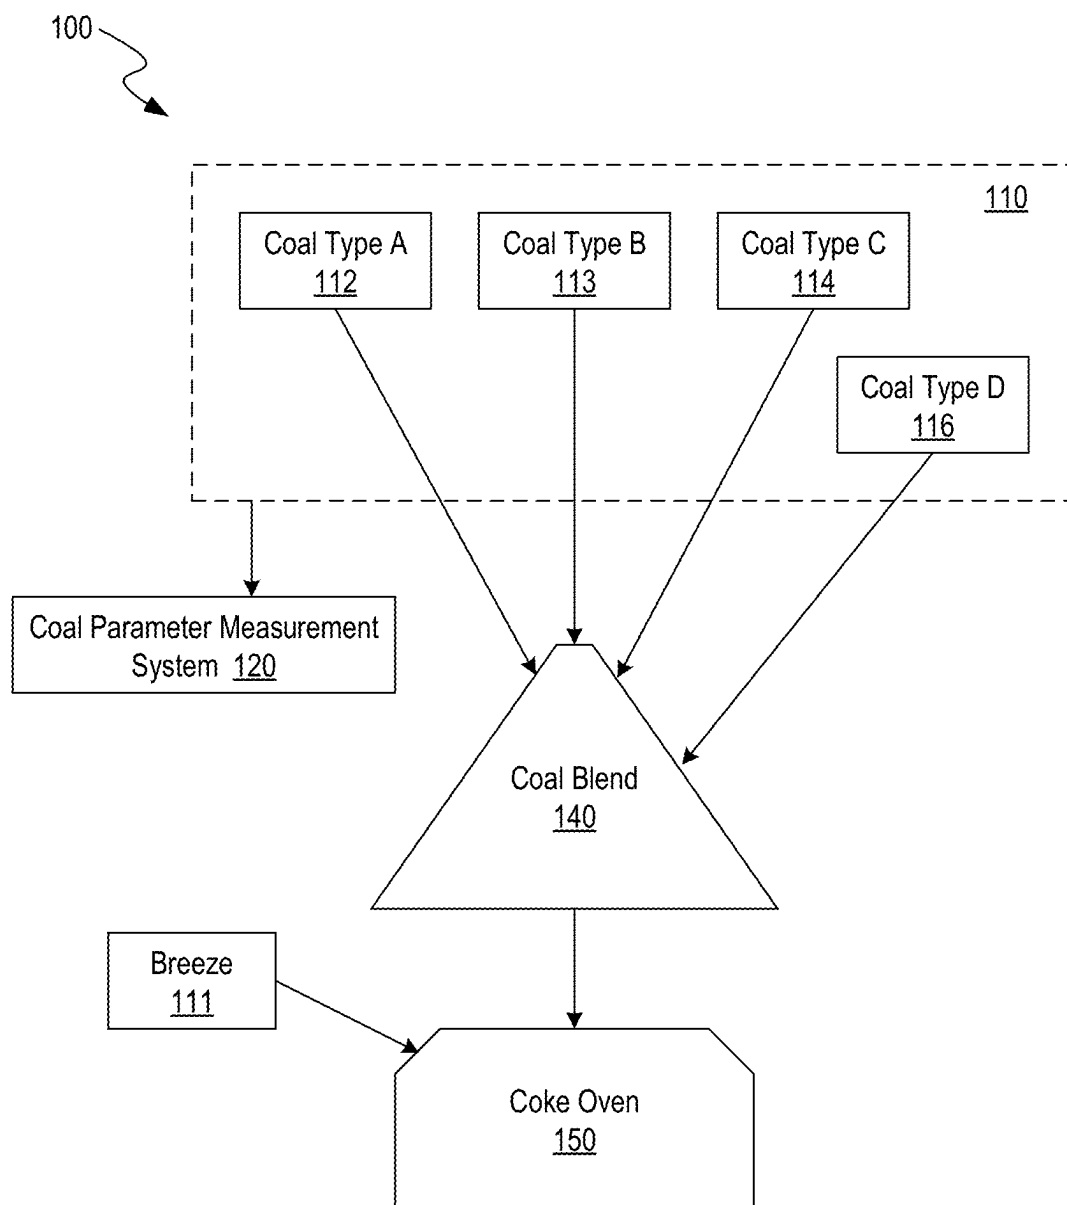 100
110
Coal Type A
112
Coal Type B
113
Coal Type C
114
Coal Type D
116
Coal Parameter Measurement
System 120
Coal Blend
140
Breeze
111
Coke Oven
150